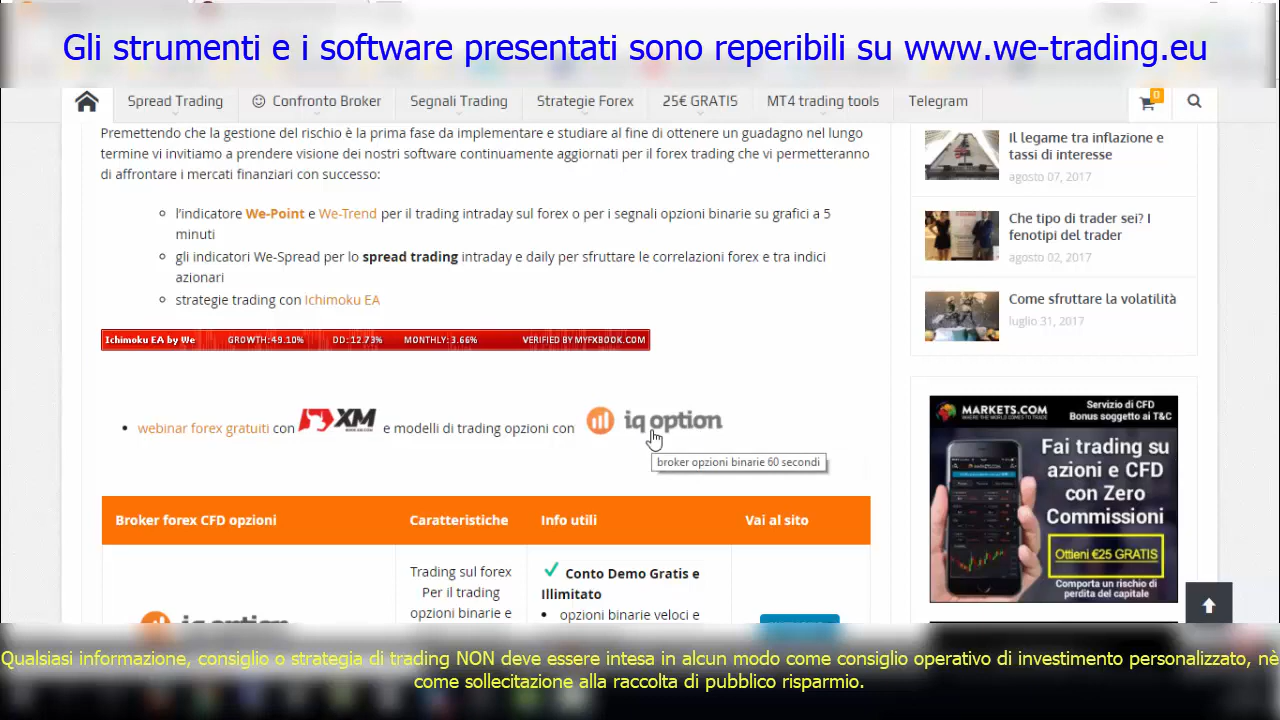 Gli strumenti e i software presentati sono reperibili su www.we-trading.eu
Spread Trading
Confronto Broker
Segnali Trading
Strategie Forex
25€ GRATIS
MT4 trading tools
Telegram
0
Premettendo che la gestione del rischio è la prima fase da implementare e studiare al fine di ottenere un guadagno nel lungo
termine vi invitiamo a prendere visione dei nostri software continuamente aggiornati per il forex trading che vi permetteranno
di affrontare i mercati finanziari con successo:
l'indicatore We-Point e We-Trend per il trading intraday sul forex o per i segnali opzioni binarie su grafici a 5
minuti
gli indicatori We-Spread per lo spread trading intraday e daily per sfruttare le correlazioni forex e tra indici
azionari
strategie trading con Ichimoku EA
Ichimoku EA by We GROWTH:49.10% DD:12.73% MONTHLY: 3.66% VERIFIED BY MYFXBOOK.COM
webinar forex gratuiti con XM e modelli di trading opzioni con iq option
broker opzioni binarie 60 secondi
Broker forex CFD opzioni
Caratteristiche
Info utili
Vai al sito
iq option
Trading sul forex
Per il trading
opzioni binarie e
Conto Demo Gratis e
Illimitato
opzioni binarie veloci e
Il legame tra inflazione e
tassi di interesse
agosto 07, 2017
Che tipo di trader sei? I
fenotipi del trader
agosto 02, 2017
Come sfruttare la volatilità
luglio 31, 2017
MARKETS.COM
WHERE THE WORLD COMES TO TRADE
Servizio di CFD
Bonus soggetto ai T&C
Fai trading su
azioni e CFD
con Zero
Commissioni
Ottieni €25 GRATIS
Comporta un rischio di
perdita del capitale
Qualsiasi informazione, consiglio o strategia di trading NON deve essere intesa in alcun modo come consiglio operativo di investimento personalizzato, nè
come sollecitazione alla raccolta di pubblico risparmio.